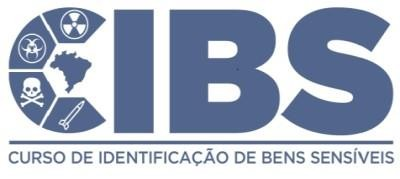 CIBS
CURSO DE IDENTIFICAÇÃO DE BENS SENSÍVEIS